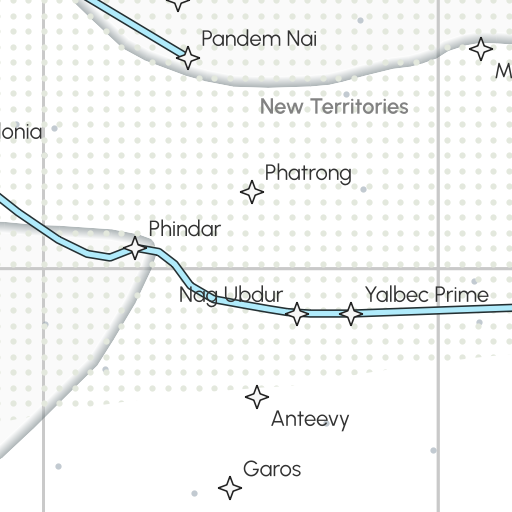 Pandem Nai
New Territories
Phatrong
Phindar
Nag Ubdur
Yalbec Prime
Anteevy
Garos